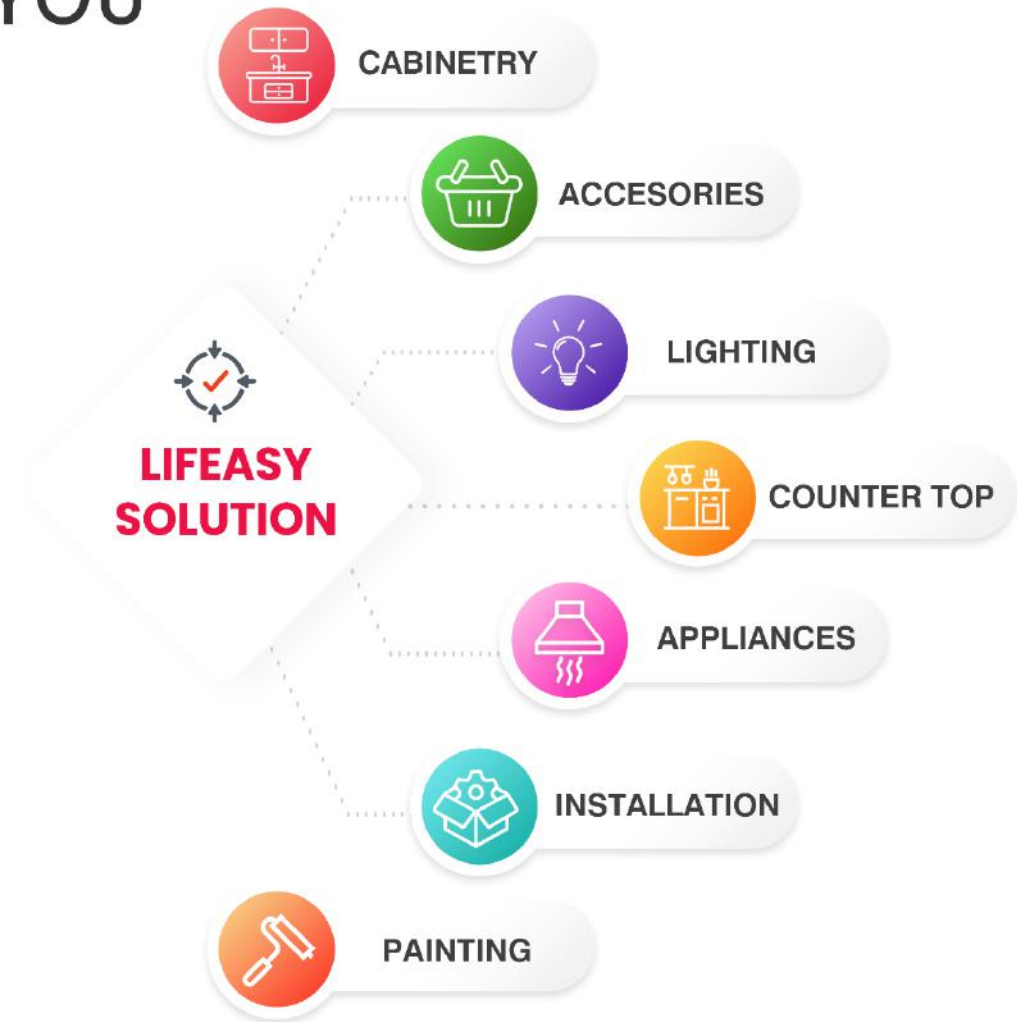 YOU
CABINETRY
ACCESORIES
LIGHTING
LIFEASY
SOLUTION
COUNTER TOP
APPLIANCES
INSTALLATION
PAINTING